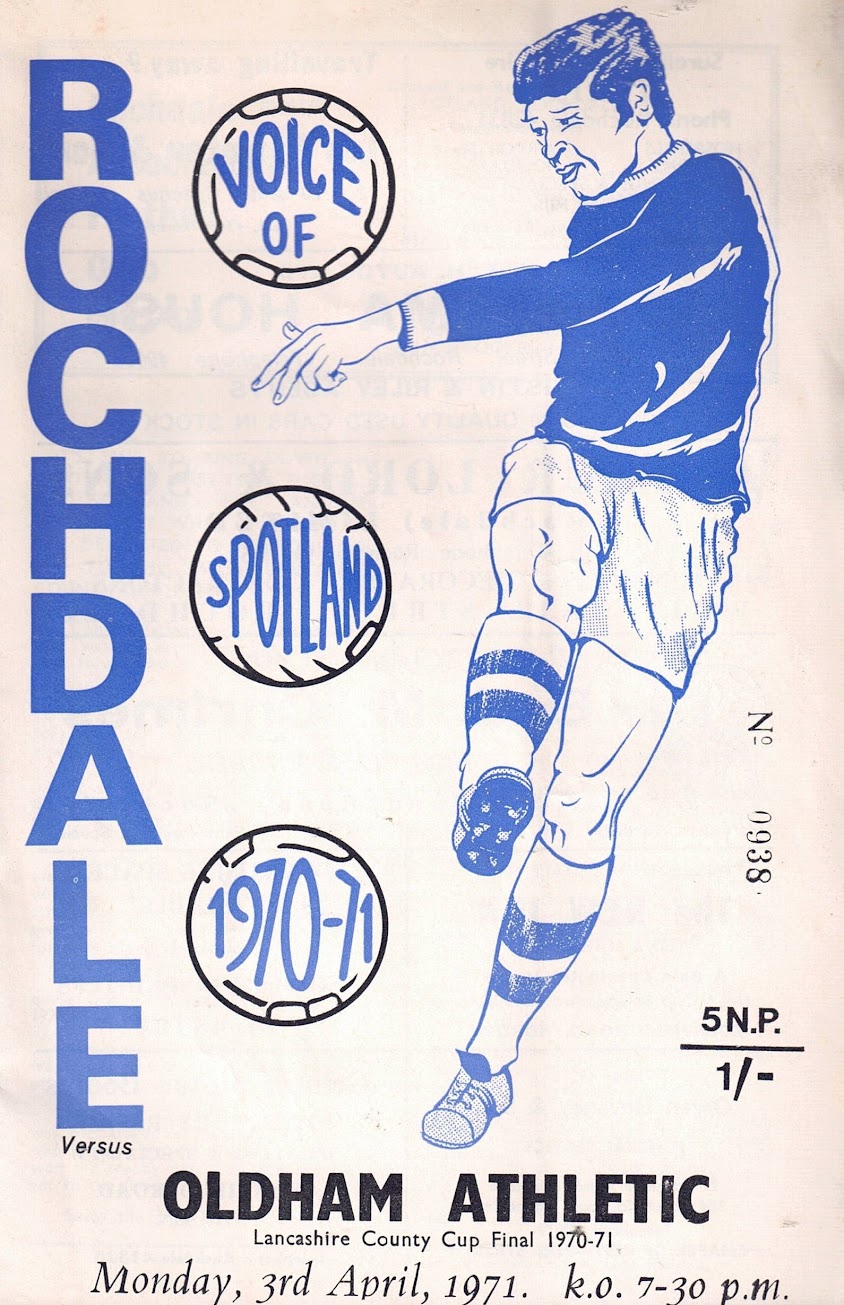 ROCHDALE
VOICE
OF
SPOTLAND
1970-71
Nº 0938
5 N.P.
1/-
Versus
OLDHAM ATHLETIC
Lancashire County Cup Final 1970-71
Monday, 3rd April, 1971. k.o. 7-30 p.m.